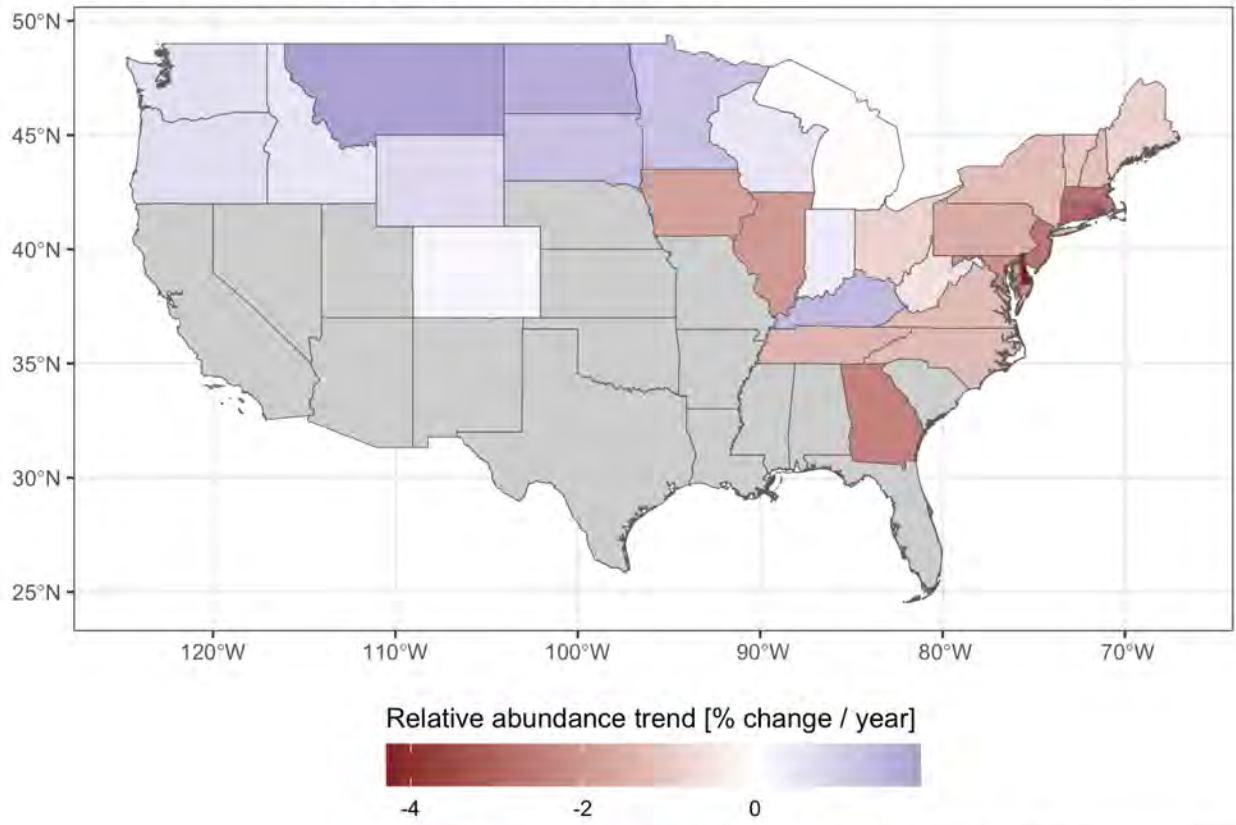 50°N
45°N
40°N
35°N
30°N
25°N
120°W 110°W 100°W 90°W 80°W 70°W
Relative abundance trend [% change / year]
-4 -2 0